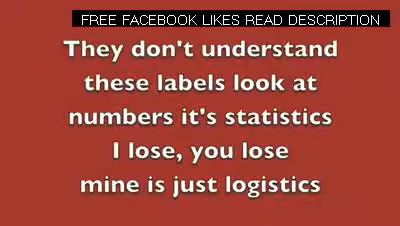 FREE FACEBOOK LIKES READ DESCRIPTION
They don't understand
these labels look at
numbers it's statistics
I lose, you lose
mine is just logistics